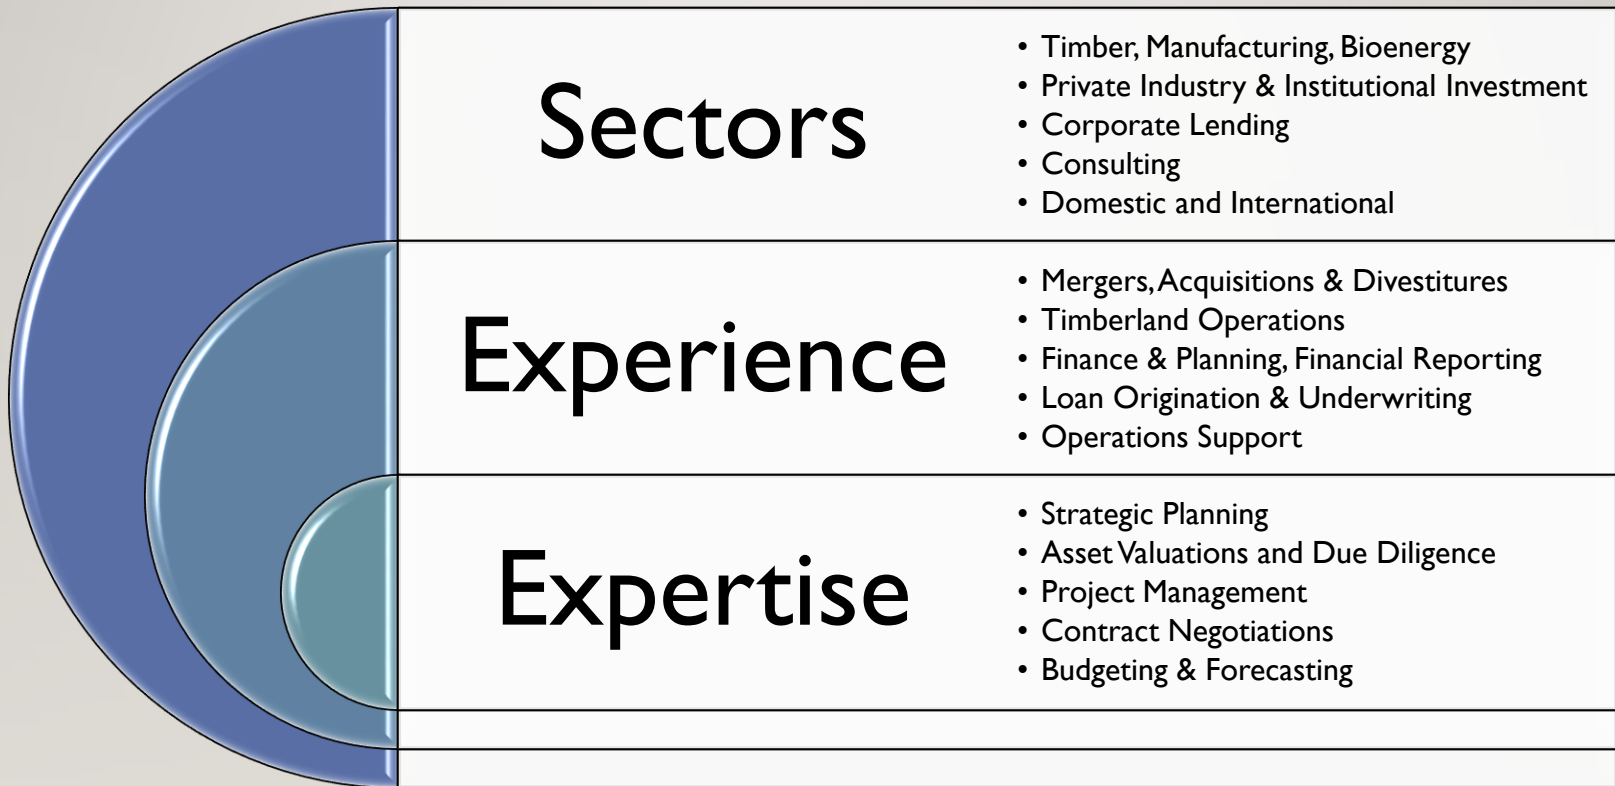 Sectors
• Timber, Manufacturing, Bioenergy
• Private Industry & Institutional Investment
• Corporate Lending
• Consulting
• Domestic and International
Experience
• Mergers, Acquisitions & Divestitures
• Timberland Operations
• Finance & Planning, Financial Reporting
• Loan Origination & Underwriting
• Operations Support
Expertise
• Strategic Planning
• Asset Valuations and Due Diligence
• Project Management
• Contract Negotiations
• Budgeting & Forecasting